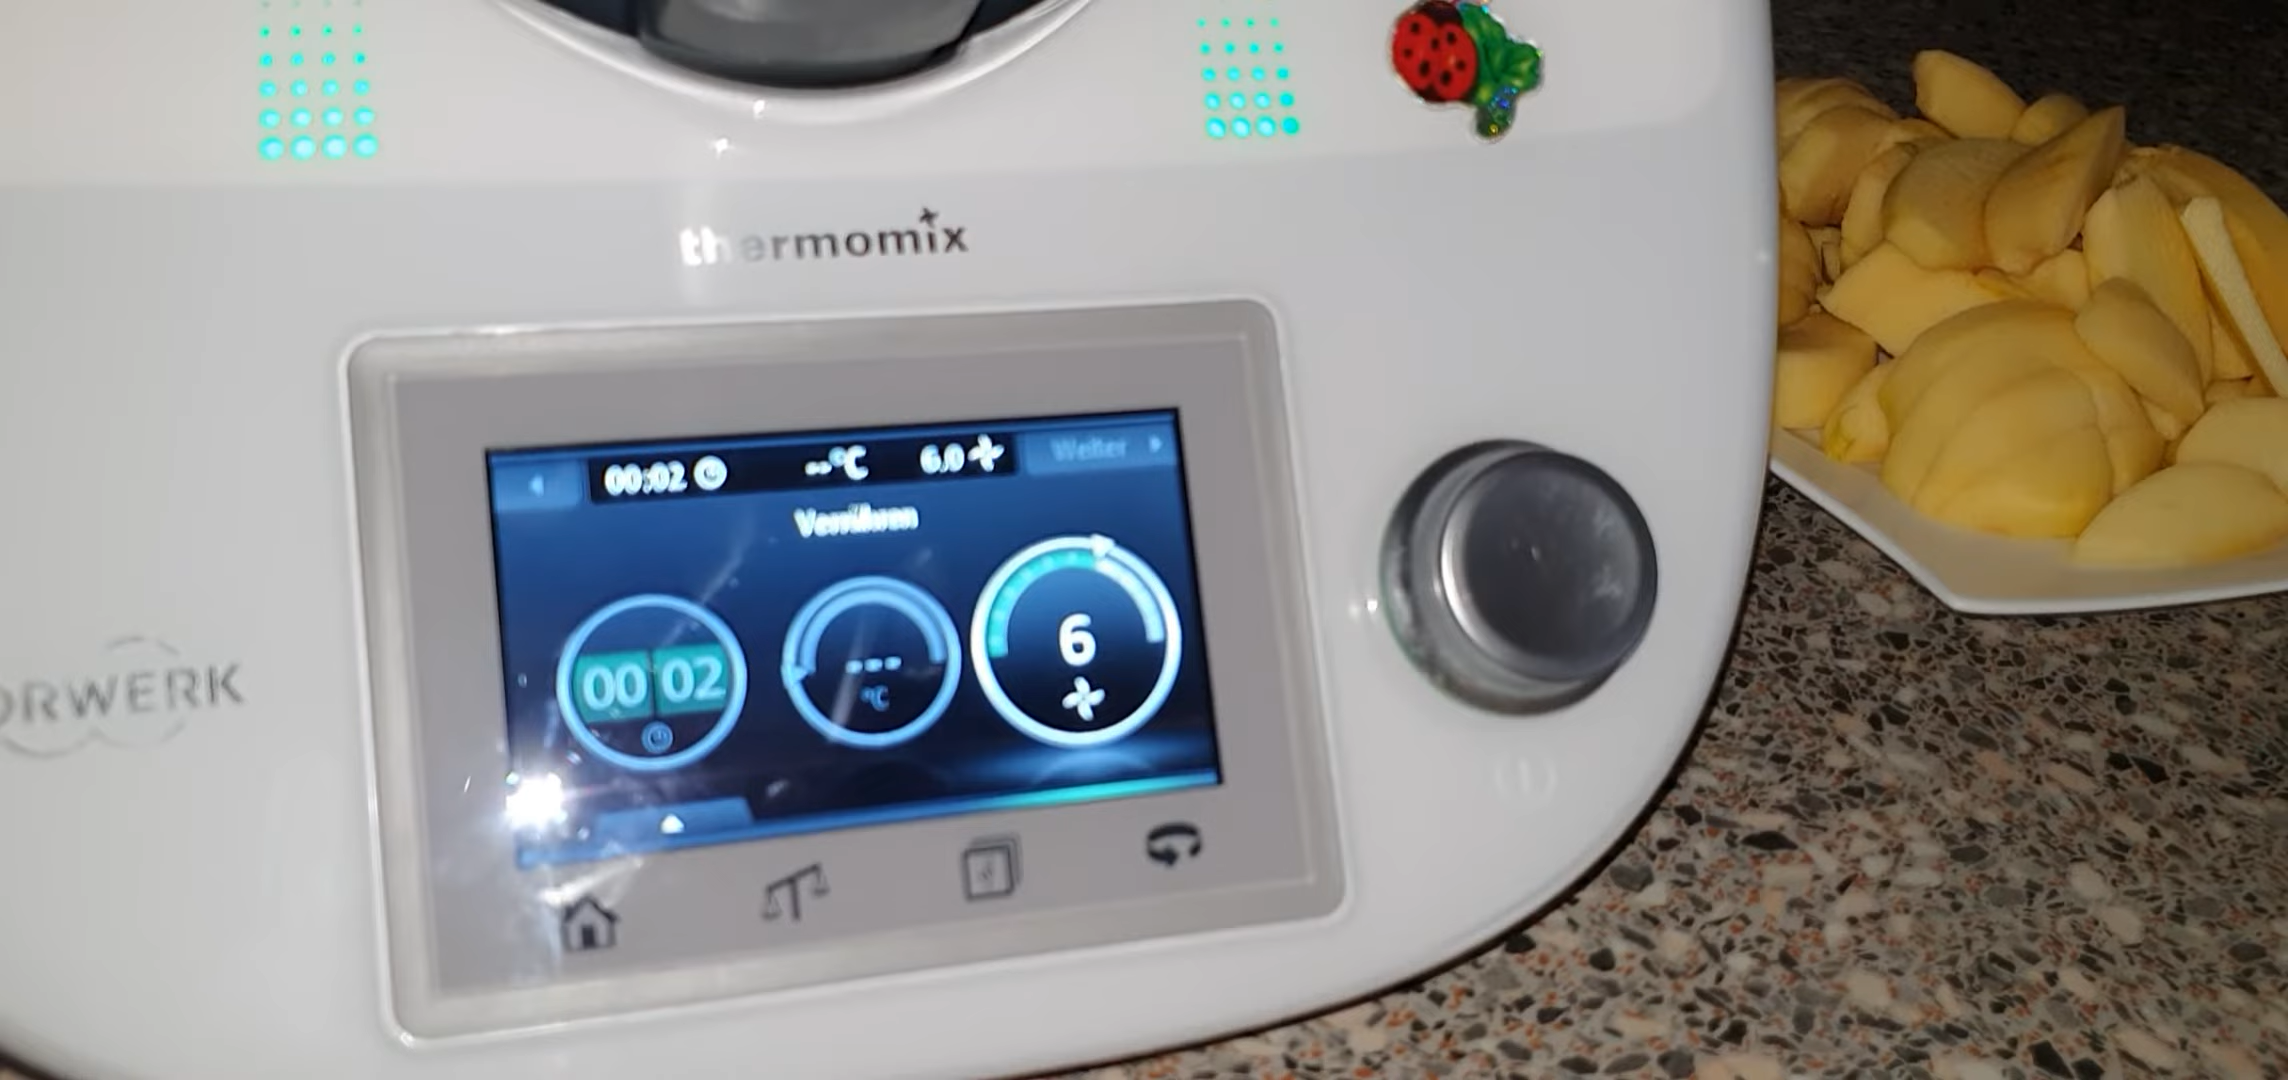 thermomix
00:02 --°C 6.0 Weiter
Verrühren
00 02
---
°C
6
ORWERK